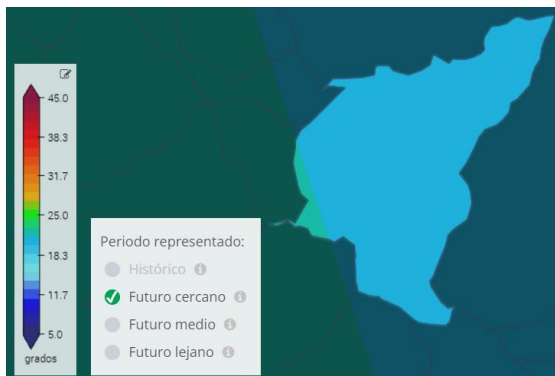 45.0
38.3
31.7
25.0
18.3
11.7
5.0
grados
Periodo representado:
Histórico
Futuro cercano
Futuro medio
Futuro lejano